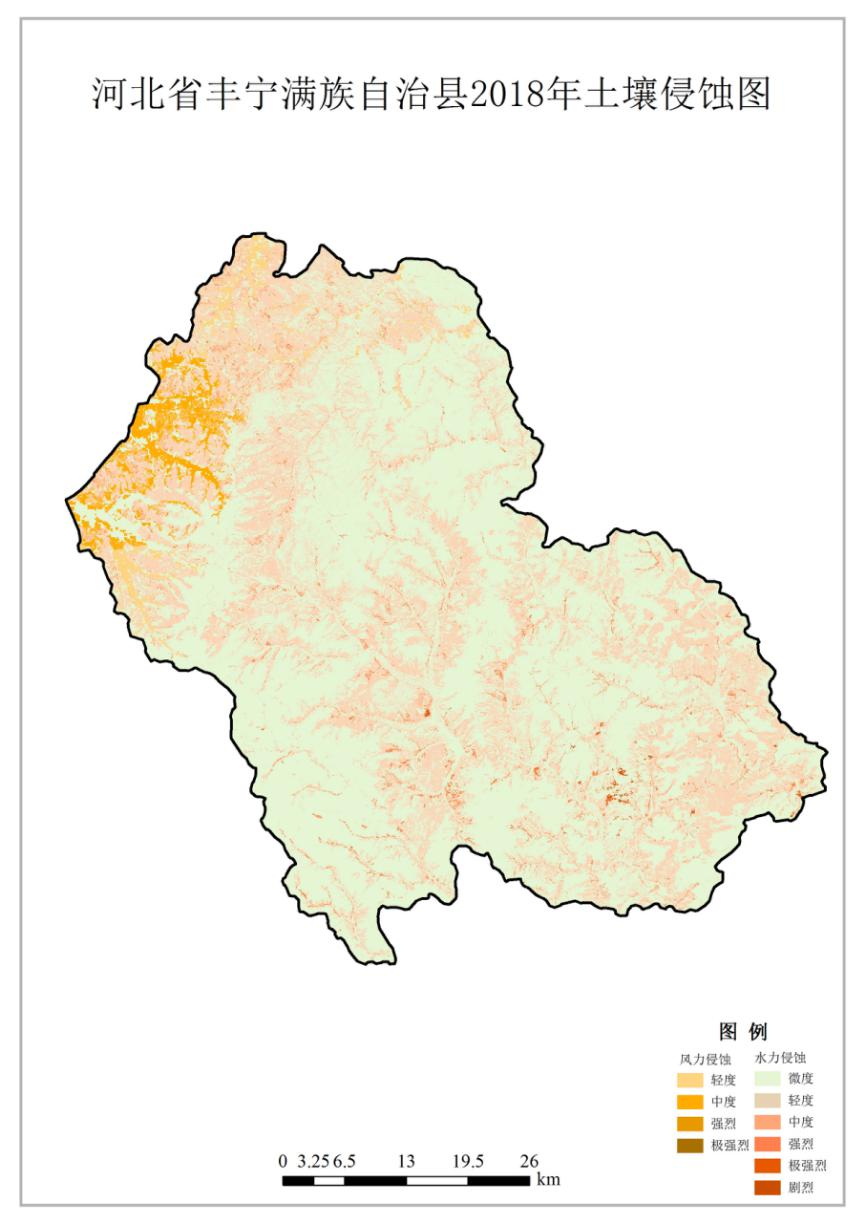 河北省丰宁满族自治县2018年土壤侵蚀图
图 例
风力侵蚀 水力侵蚀
轻度 微度
中度 轻度
强烈 中度
极强烈 强烈
极强烈
剧烈
0 3.25 6.5 13 19.5 26
km